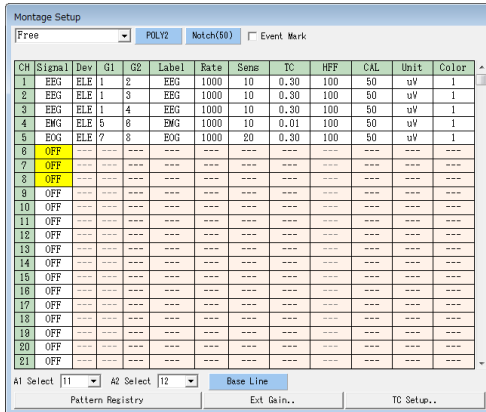 Montage Setup
Free POLY2 Notch(50) Event Mark
CH Signal Dev G1 G2 Label Rate Sens TC HFF CAL Unit Color
1 EEG ELE 1 2 EEG 1000 10 0.30 100 50 uV 1
2 EEG ELE 1 3 EEG 1000 10 0.30 100 50 uV 1
3 EEG ELE 1 4 EEG 1000 10 0.30 100 50 uV 1
4 EMG ELE 5 6 EMG 1000 10 0.01 100 50 uV 1
5 EOG ELE 7 8 EOG 1000 20 0.30 100 50 uV 1
6 OFF --- --- --- --- --- --- --- --- --- --- ---
7 OFF --- --- --- --- --- --- --- --- --- --- ---
8 OFF --- --- --- --- --- --- --- --- --- --- ---
9 OFF --- --- --- --- --- --- --- --- --- --- ---
10 OFF --- --- --- --- --- --- --- --- --- --- ---
11 OFF --- --- --- --- --- --- --- --- --- --- ---
12 OFF --- --- --- --- --- --- --- --- --- --- ---
13 OFF --- --- --- --- --- --- --- --- --- --- ---
14 OFF --- --- --- --- --- --- --- --- --- --- ---
15 OFF --- --- --- --- --- --- --- --- --- --- ---
16 OFF --- --- --- --- --- --- --- --- --- --- ---
17 OFF --- --- --- --- --- --- --- --- --- --- ---
18 OFF --- --- --- --- --- --- --- --- --- --- ---
19 OFF --- --- --- --- --- --- --- --- --- --- ---
20 OFF --- --- --- --- --- --- --- --- --- --- ---
21 OFF --- --- --- --- --- --- --- --- --- --- ---
A1 Select 11 A2 Select 12 Base Line
Pattern Registry Ext Gain.. TC Setup..